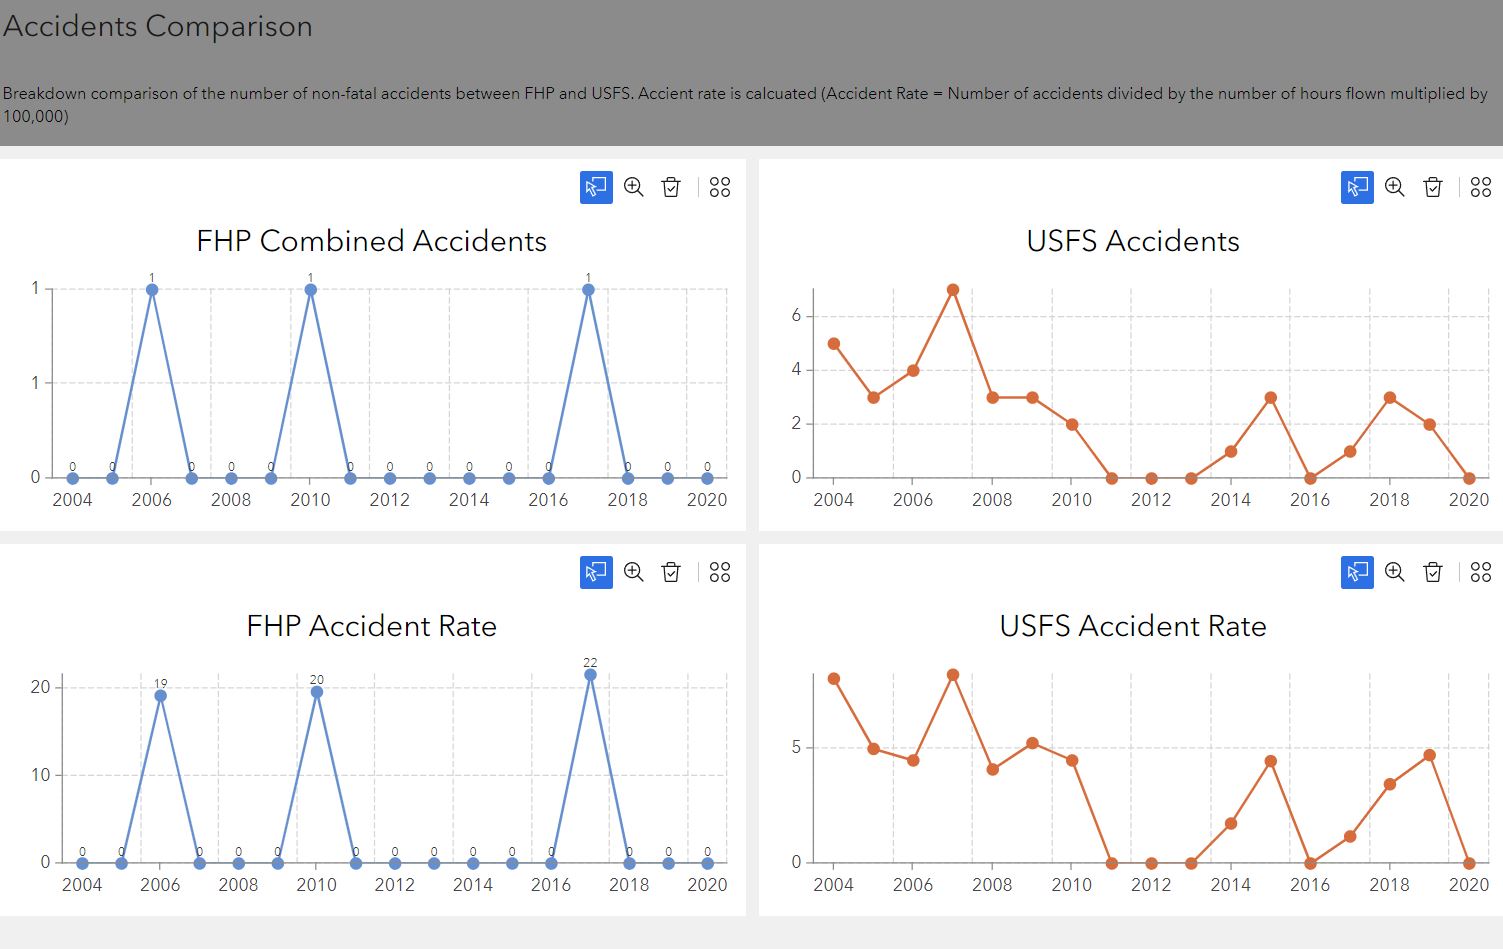 Accidents Comparison
Breakdown comparison of the number of non-fatal accidents between FHP and USFS. Accient rate is calcuated (Accident Rate = Number of accidents divided by the number of hours flown multiplied by
100,000)
FHP Combined Accidents
1
1
0
0 0 1 0 0 0 1 0 0 0 0 0 0 1 0 0 0
2004 2006 2008 2010 2012 2014 2016 2018 2020
USFS Accidents
6
4
2
0
2004 2006 2008 2010 2012 2014 2016 2018 2020
FHP Accident Rate
20
10
0
0 0 19 0 0 0 20 0 0 0 0 0 0 22 0 0 0
2004 2006 2008 2010 2012 2014 2016 2018 2020
USFS Accident Rate
5
0
2004 2006 2008 2010 2012 2014 2016 2018 2020